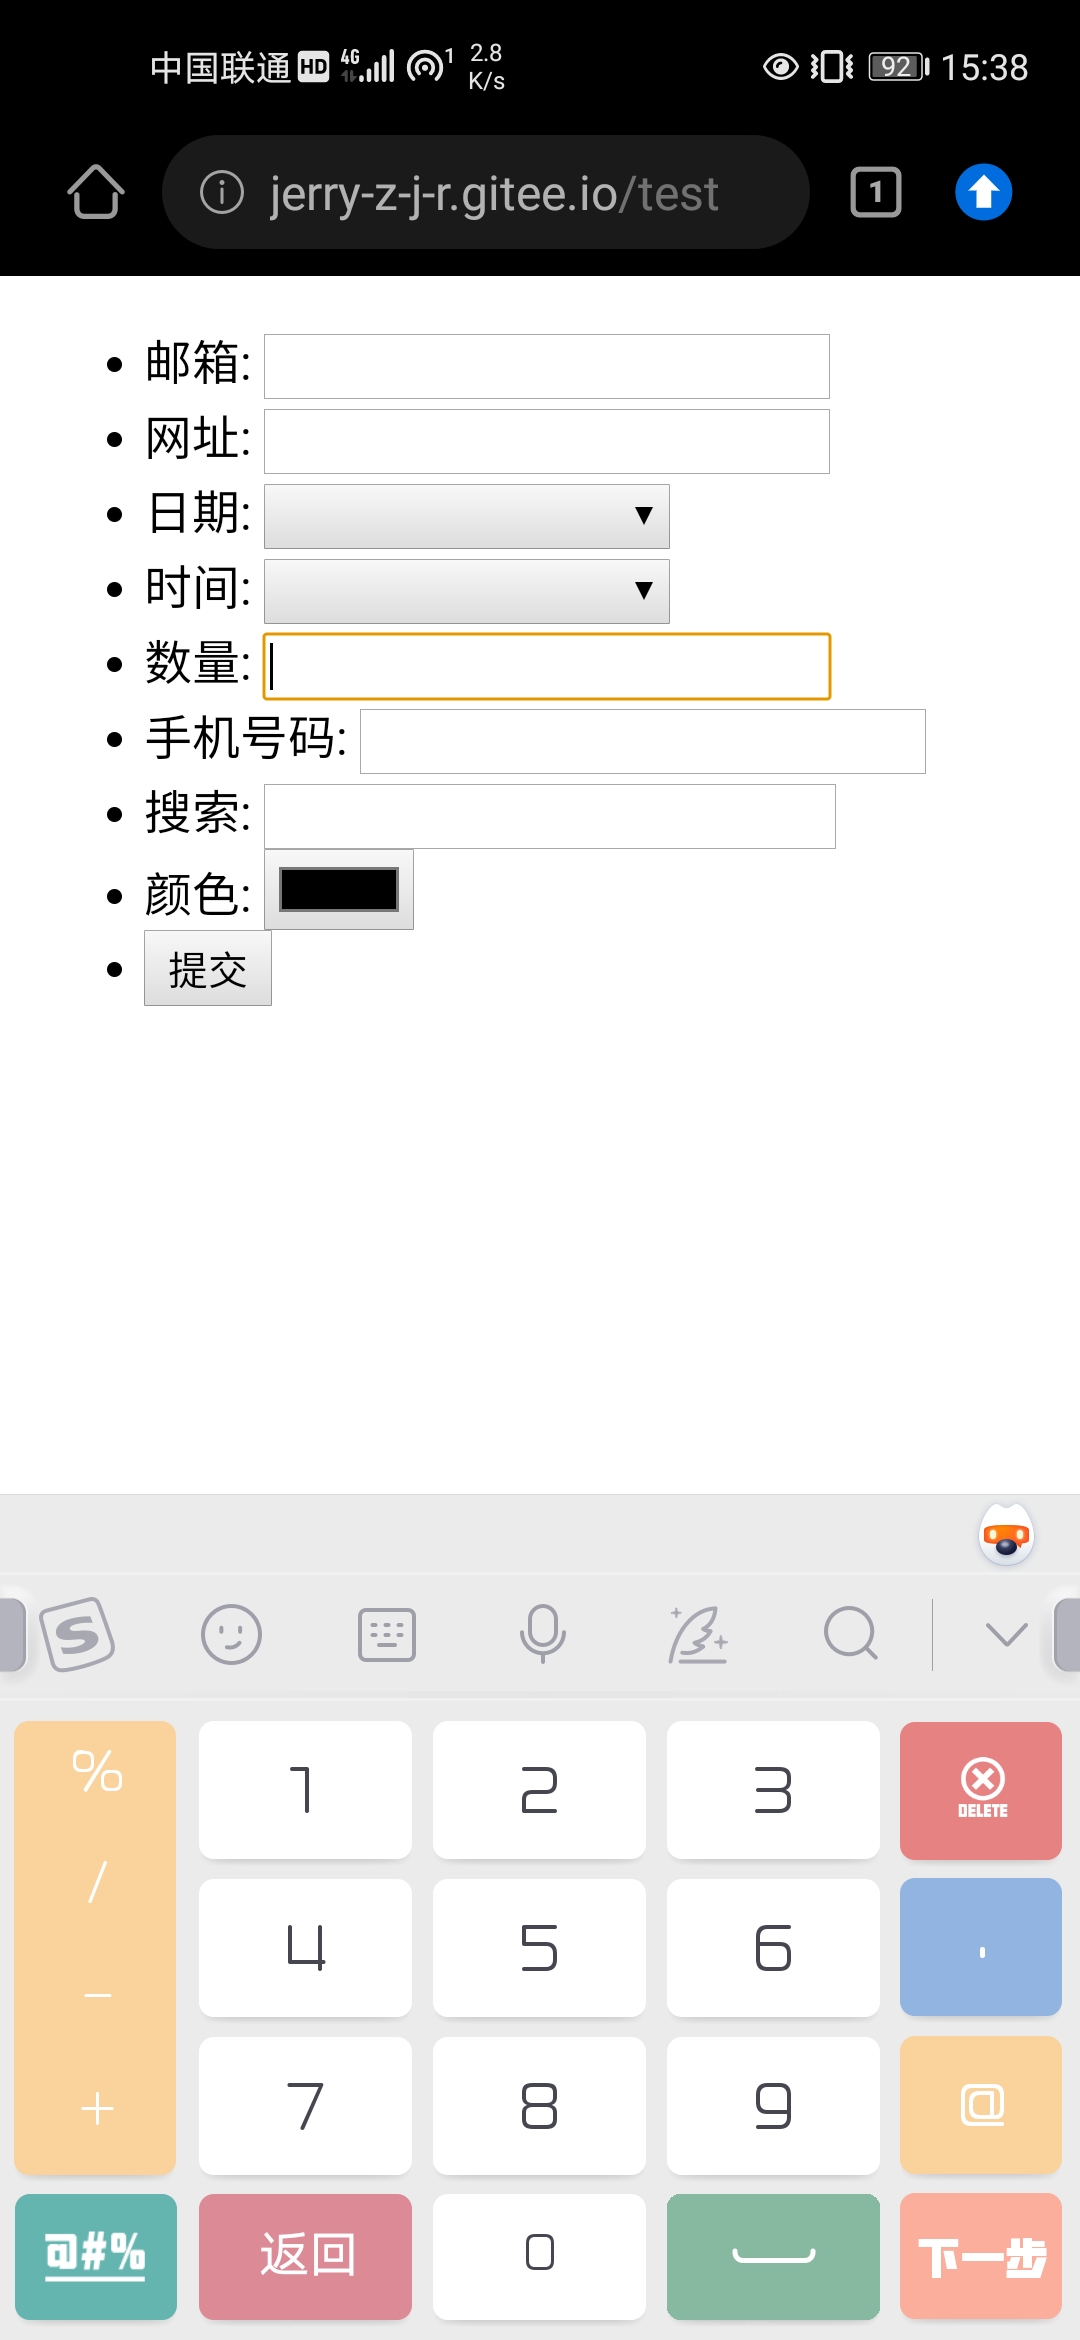 中国联通 HD 4G 1 2.8 K/s 92 15:38
jerry-z-j-r.gitee.io/test 1
邮箱:
网址:
日期:
时间:
数量:
手机号码:
搜索:
颜色:
提交
S
% 1 2 3 DELETE
/ 4 5 6 .
- 7 8 9 @
+
@#% 返回 0 下一步